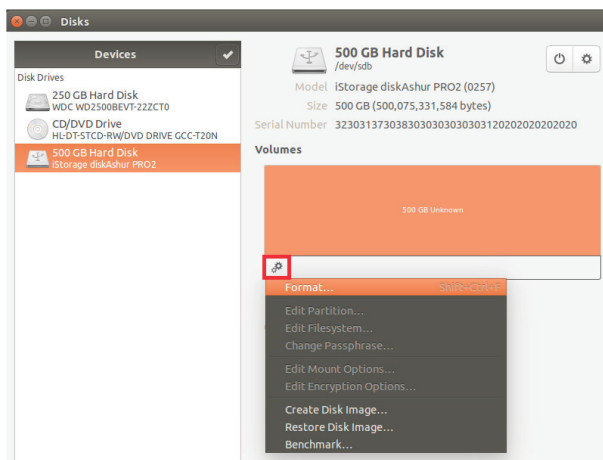 Disks
Devices
Disk Drives
250 GB Hard Disk
WDC WD2500BEVT-22ZCT0
CD/DVD Drive
HL-DT-STCD-RW/DVD DRIVE GCC-T20N
500 GB Hard Disk
iStorage diskAshur PRO2
500 GB Hard Disk
/dev/sdb
Model iStorage diskAshur PRO2 (0257)
Size 500 GB (500,075,331,584 bytes)
Serial Number 32303137303830303030303031202020202020
Volumes
500 GB Unknown
Format... Shift+Ctrl+F
Edit Partition...
Edit Filesystem...
Change Passphrase...
Edit Mount Options...
Edit Encryption Options...
Create Disk Image...
Restore Disk Image...
Benchmark...